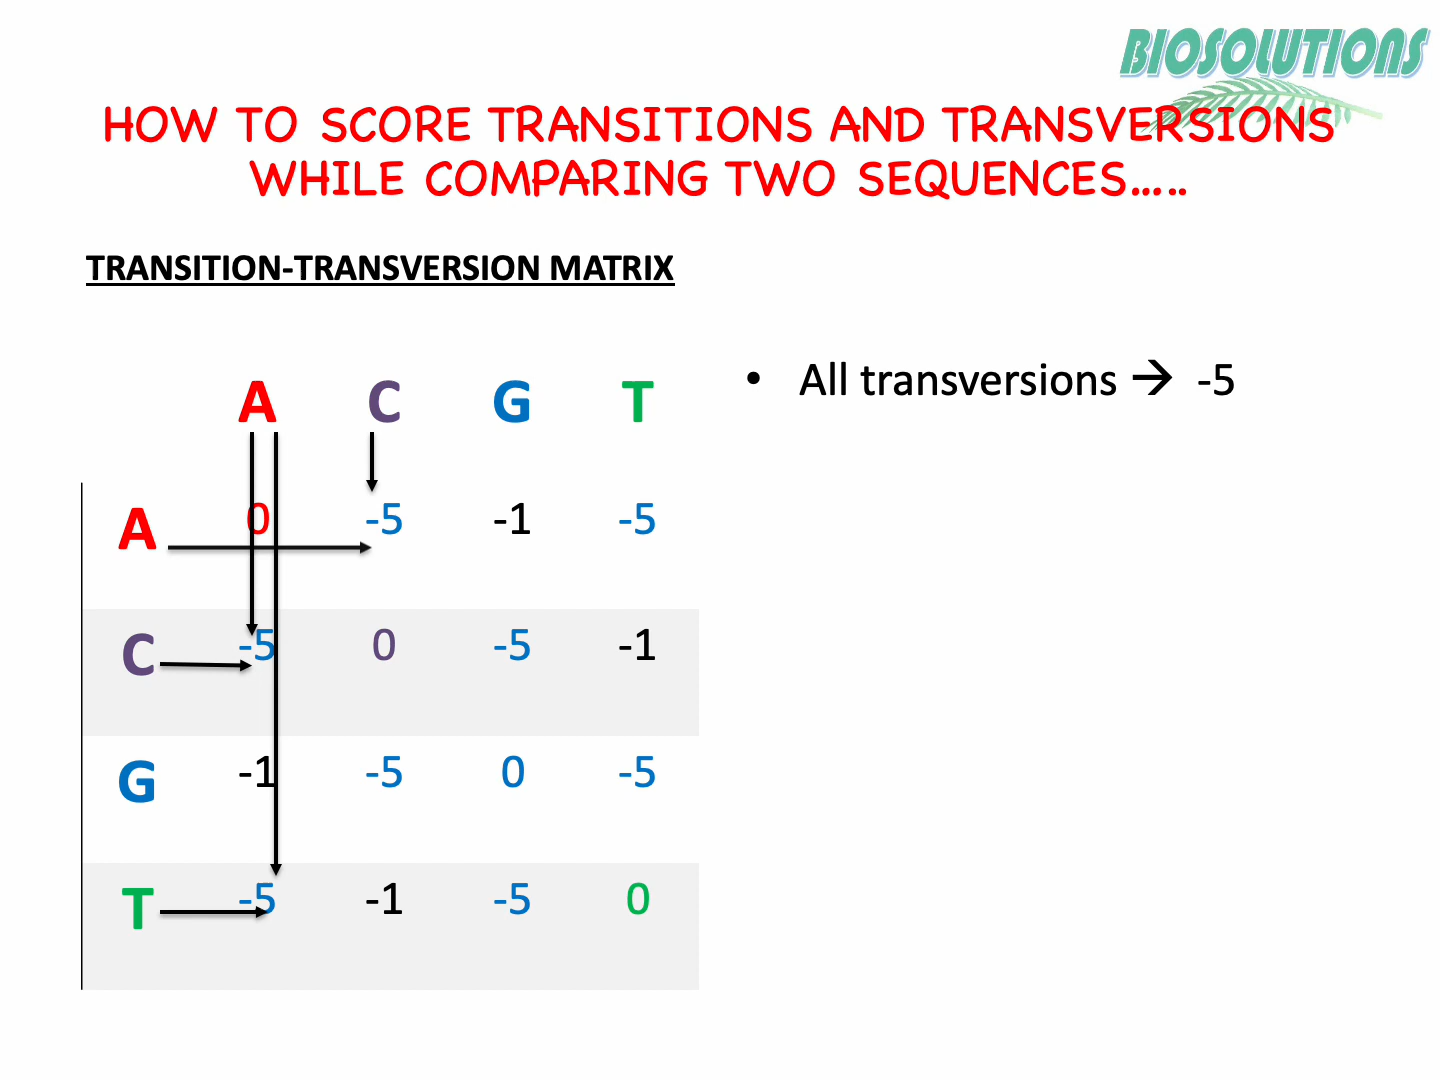 BIOSOLUTIONS
HOW TO SCORE TRANSITIONS AND TRANSVERSIONS
WHILE COMPARING TWO SEQUENCES.....
TRANSITION-TRANSVERSION MATRIX
• All transversions → -5
A C G T
A 0 -5 -1 -5
C -5 0 -5 -1
G -1 -5 0 -5
T -5 -1 -5 0